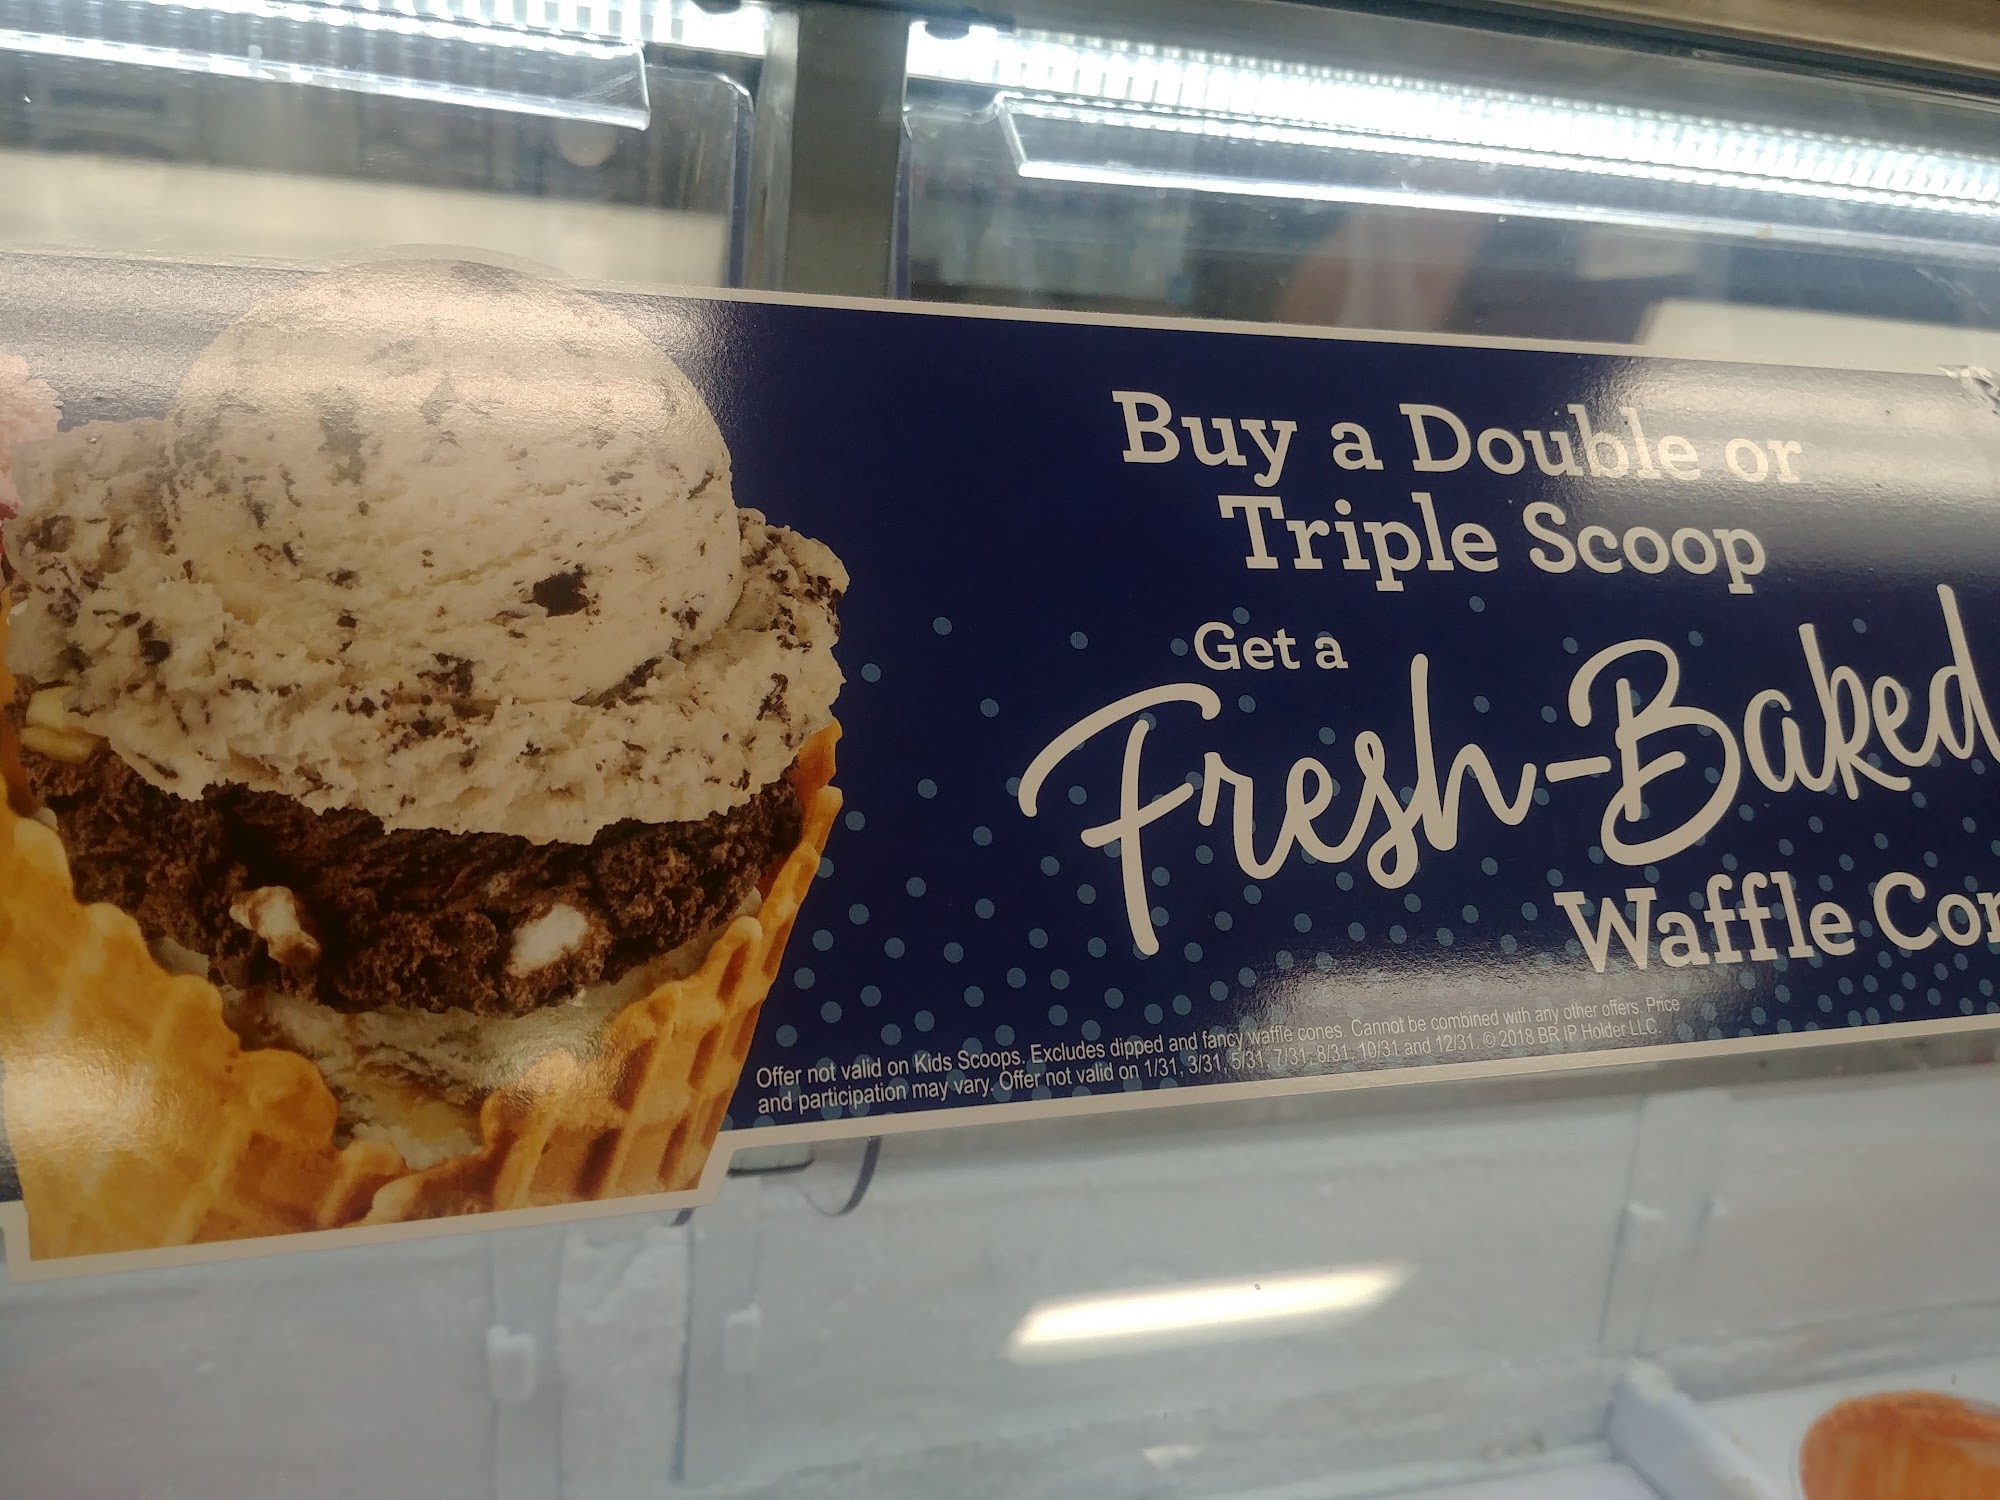 Buy a Double or
Triple Scoop
Get a
Fresh-Baked
Waffle Con
Offer not valid on Kids Scoops. Excludes dipped and fancy waffle cones. Cannot be combined with any other offers. Price
and participation may vary. Offer not valid on 1/31, 3/31, 5/31, 7/31, 8/31, 10/31 and 12/31. © 2018 BR IP Holder LLC.